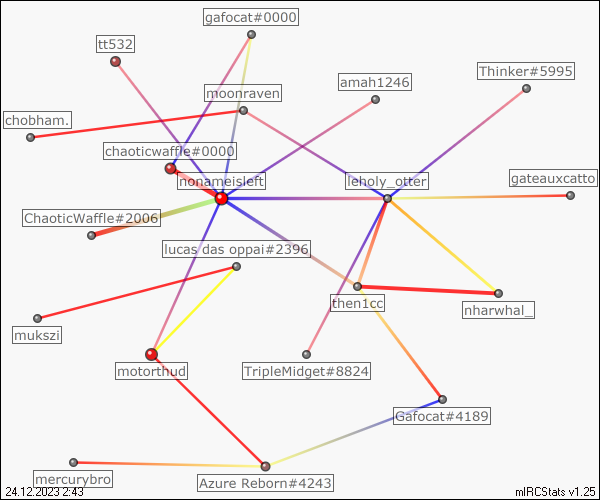 gafocat#0000
tt532
Thinker#5995
amah1246
moonraven
chobham.
chaoticwaffle#0000
nonameisleft
leholy_otter
gateauxcatto
ChaoticWaffle#2006
lucas das oppai#2396
then1cc
nharwhal_
mukszi
motorthud
TripleMidget#8824
Gafocat#4189
mercurybro
Azure Reborn#4243
24.12.2023 2:43
mIRCStats v1.25